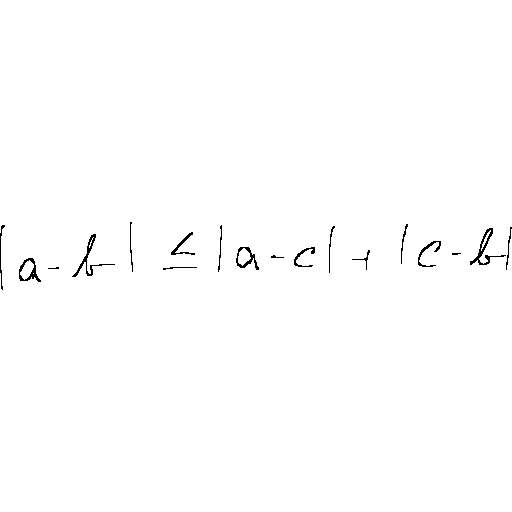 |a-b| ≤ |a-c| + |c-b|